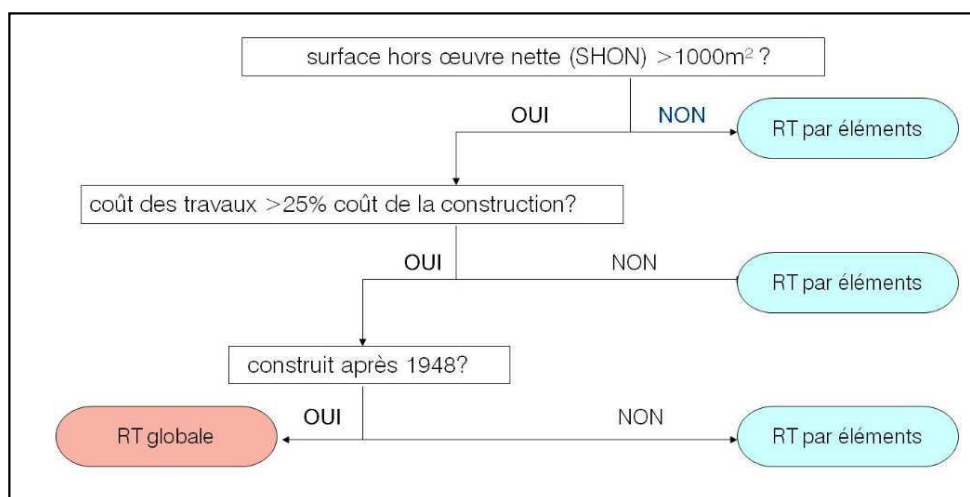 surface hors œuvre nette (SHON) >1000m² ?
OUI
NON
RT par éléments
coût des travaux >25% coût de la construction?
OUI
NON
RT par éléments
construit après 1948?
OUI
NON
RT globale
RT par éléments